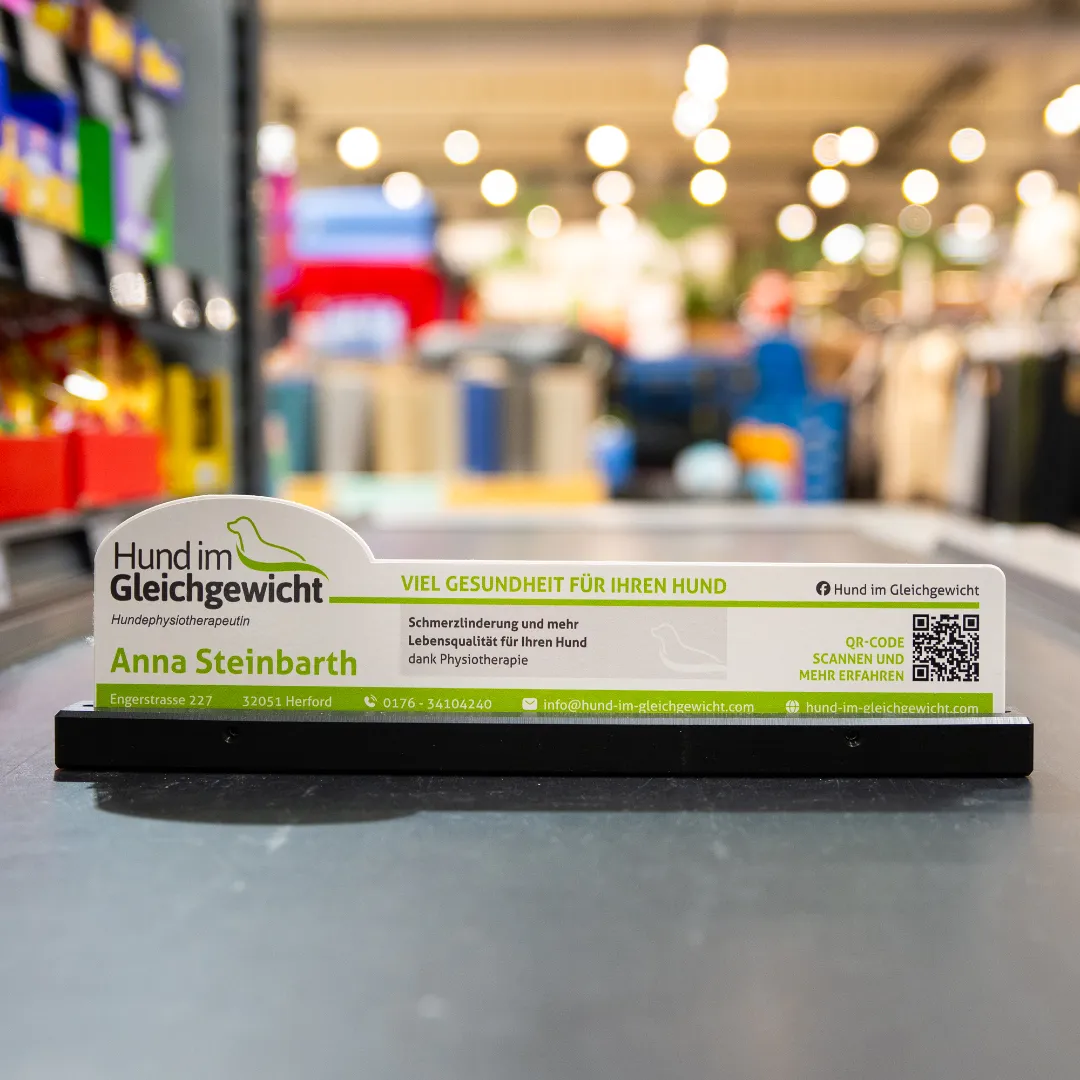 Hund im
Gleichgewicht
Hundephysiotherapeutin
Anna Steinbarth
VIEL GESUNDHEIT FÜR IHREN HUND
Hund im Gleichgewicht
Schmerzlinderung und mehr
Lebensqualität für Ihren Hund
dank Physiotherapie
QR-CODE
SCANNEN UND
MEHR ERFAHREN
Engerstrasse 227 32051 Herford 0176 - 34104240 info@hund-im-gleichgewicht.com hund-im-gleichgewicht.com